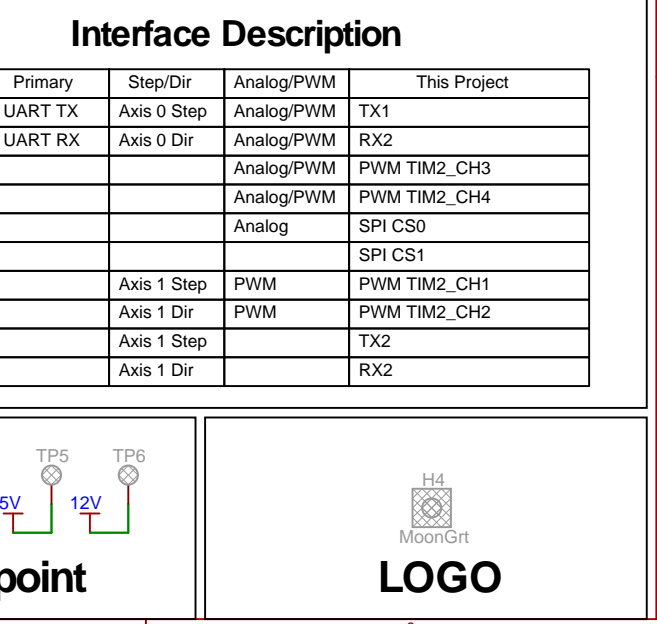 Interface Description
Primary Step/Dir Analog/PWM This Project
UART TX Axis 0 Step Analog/PWM TX1
UART RX Axis 0 Dir Analog/PWM RX2
Analog/PWM PWM TIM2_CH3
Analog/PWM PWM TIM2_CH4
Analog SPI CS0
SPI CS1
Axis 1 Step PWM PWM TIM2_CH1
Axis 1 Dir PWM PWM TIM2_CH2
Axis 1 Step TX2
Axis 1 Dir RX2
TP5 TP6
5V 12V
point
H4
MoonGrt
LOGO